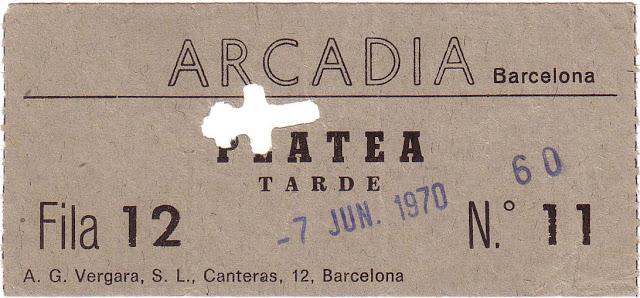 ARCADIA Barcelona
PLATEA
TARDE
60
Fila 12 -7 JUN. 1970 N.° 11
A. G. Vergara, S. L., Canteras, 12, Barcelona